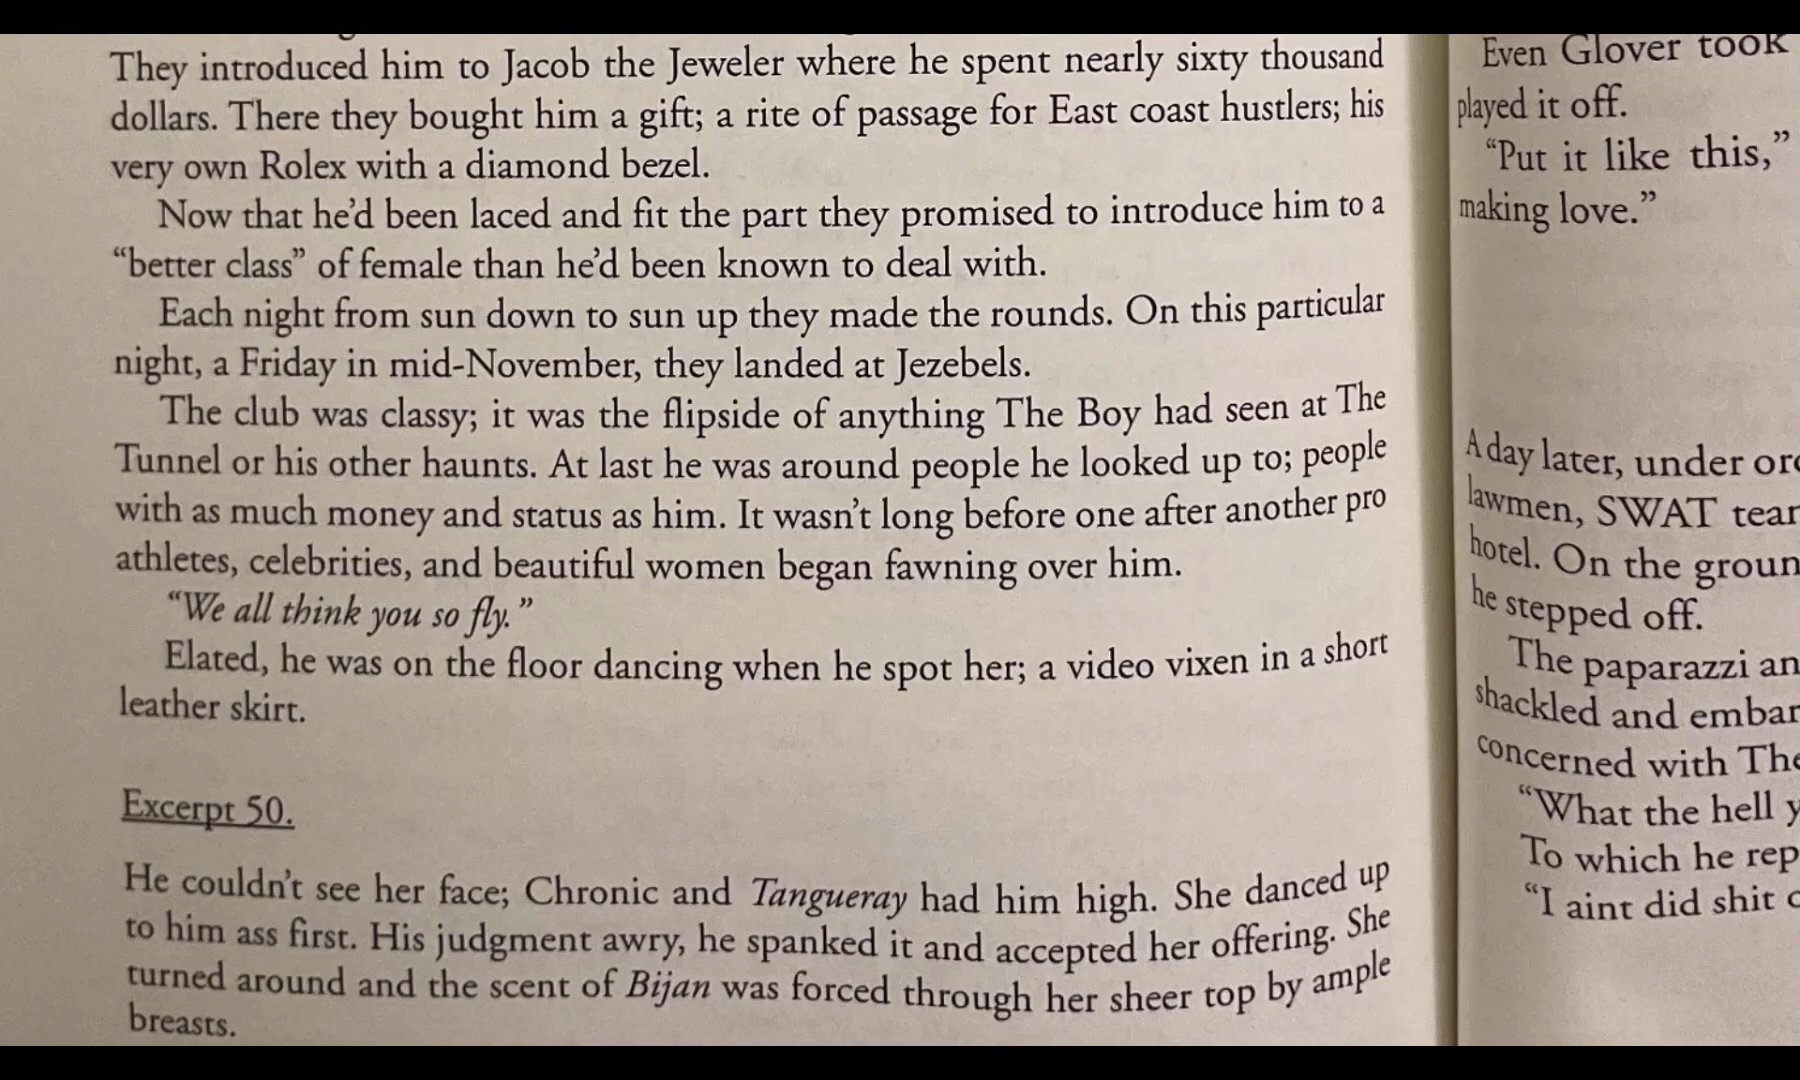 They introduced him to Jacob the Jeweler where he spent nearly sixty thousand
dollars. There they bought him a gift; a rite of passage for East coast hustlers; his
very own Rolex with a diamond bezel.
Now that he'd been laced and fit the part they promised to introduce him to a
“better class” of female than he'd been known to deal with.
Each night from sun down to sun up they made the rounds. On this particular
night, a Friday in mid-November, they landed at Jezebels.
The club was classy; it was the flipside of anything The Boy had seen at The
Tunnel or his other haunts. At last he was around people he looked up to; people
with as much money and status as him. It wasn't long before one after another pro
athletes, celebrities, and beautiful women began fawning over him.
“We all think you so fly.”
Elated, he was on the floor dancing when he spot her; a video vixen in a short
leather skirt.
Excerpt 50.
He couldn't see her face; Chronic and Tangueray had him high. She danced up
to him ass first. His judgment awry, he spanked it and accepted her offering. She
turned around and the scent of Bijan was forced through her sheer top by ample
breasts.
Even Glover took
played it off.
“Put it like this,”
making love.”
A day later, under
lawmen, SWAT
hotel. On the
he stepped off.
The paparazzi
shackled and
concerned with
“What the hell
To which he
“I aint did shit